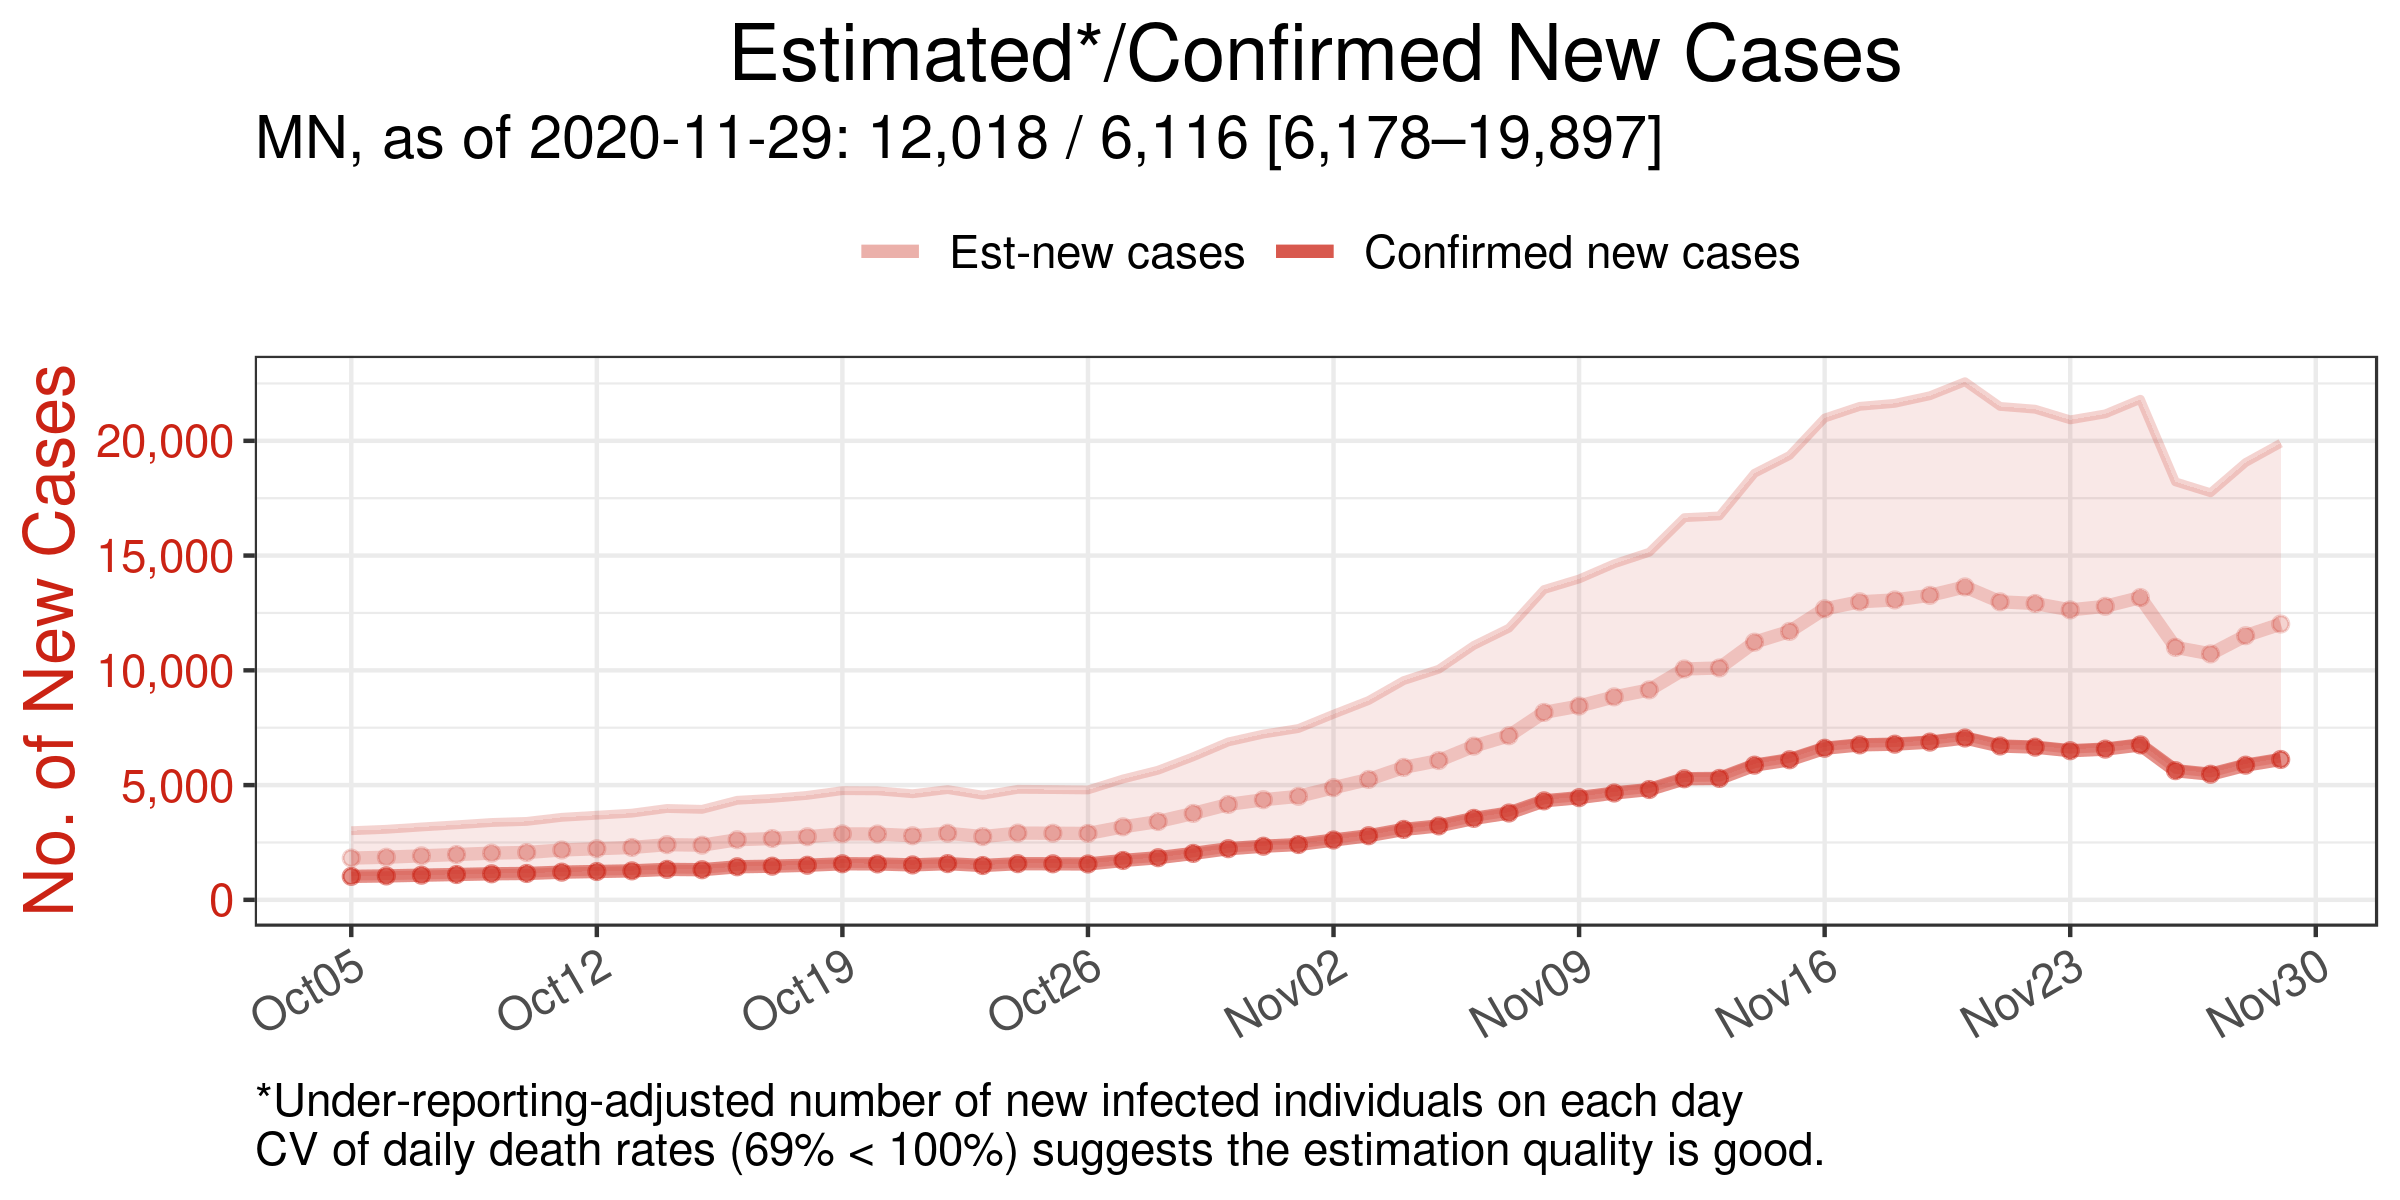 Estimated*/Confirmed New Cases
MN, as of 2020-11-29: 12,018 / 6,116 [6,178–19,897]
Est-new cases
Confirmed new cases
No. of New Cases
20,000
15,000
10,000
5,000
0
Oct05
Oct12
Oct19
Oct26
Nov02
Nov09
Nov16
Nov23
Nov30
*Under-reporting-adjusted number of new infected individuals on each day
CV of daily death rates (69% < 100%) suggests the estimation quality is good.